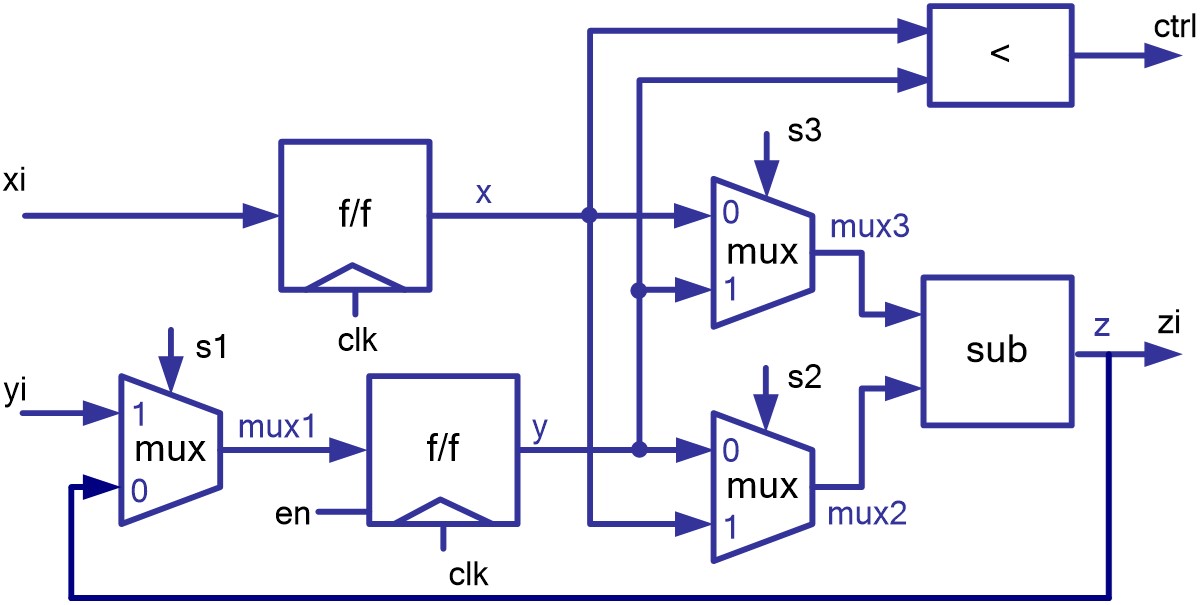 ctrl
<
s3
xi
f/f
x
0
mux
1
mux3
clk
s1
sub
z
zi
yi
1
mux
0
mux1
en
f/f
clk
y
s2
0
mux
1
mux2